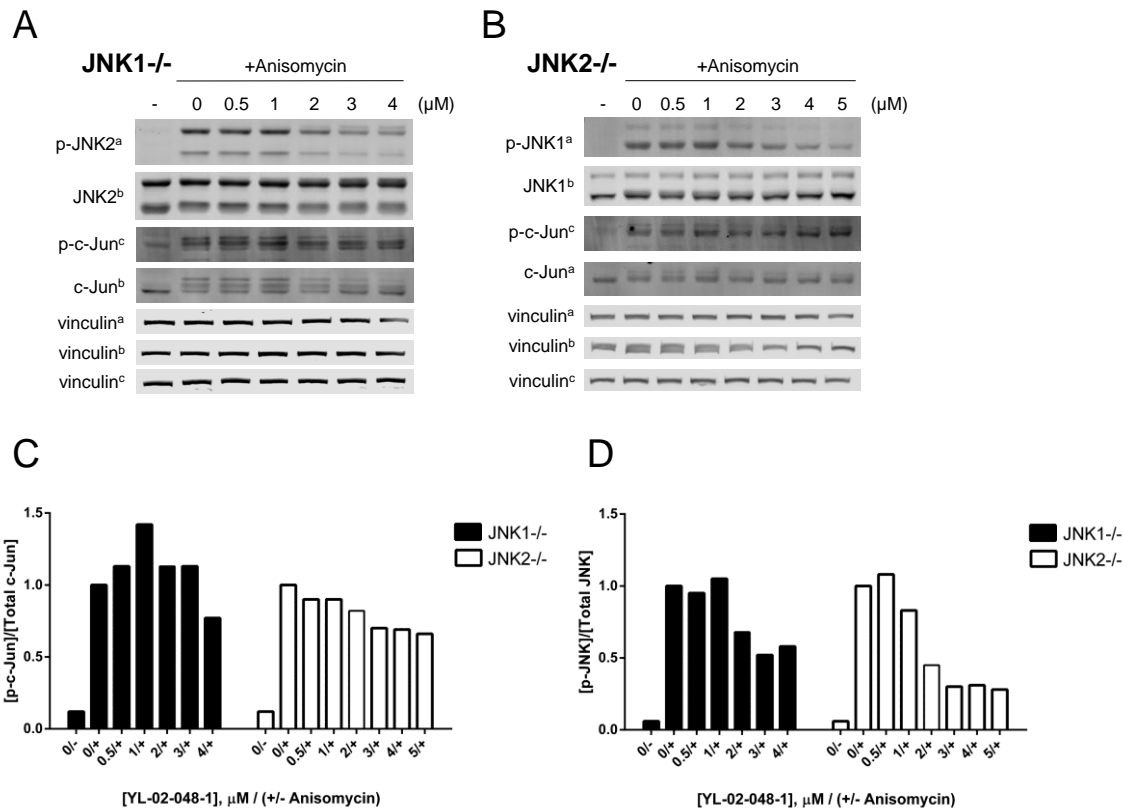 A
JNK1-/-
+Anisomycin
- 0 0.5 1 2 3 4 (μM)
p-JNK2ᵃ
JNK2ᵇ
p-c-Junᶜ
c-Junᵇ
vinculinᵃ
vinculinᵇ
vinculinᶜ
B
JNK2-/-
+Anisomycin
- 0 0.5 1 2 3 4 5 (μM)
p-JNK1ᵃ
JNK1ᵇ
p-c-Junᶜ
c-Junᵃ
vinculinᵃ
vinculinᵇ
vinculinᶜ
C
[p-c-Jun]/[Total c-Jun]
1.5
1.0
0.5
0.0
0/- 0/+ 0.5/+ 1/+ 2/+ 3/+ 4/+ 0/- 0/+ 0.5/+ 1/+ 2/+ 3/+ 4/+ 5/+
[YL-02-048-1], μM / (+/- Anisomycin)
JNK1-/-
JNK2-/-
D
[p-JNK]/[Total JNK]
1.5
1.0
0.5
0.0
0/- 0/+ 0.5/+ 1/+ 2/+ 3/+ 4/+ 0/- 0/+ 0.5/+ 1/+ 2/+ 3/+ 4/+ 5/+
[YL-02-048-1], μM / (+/- Anisomycin)
JNK1-/-
JNK2-/-